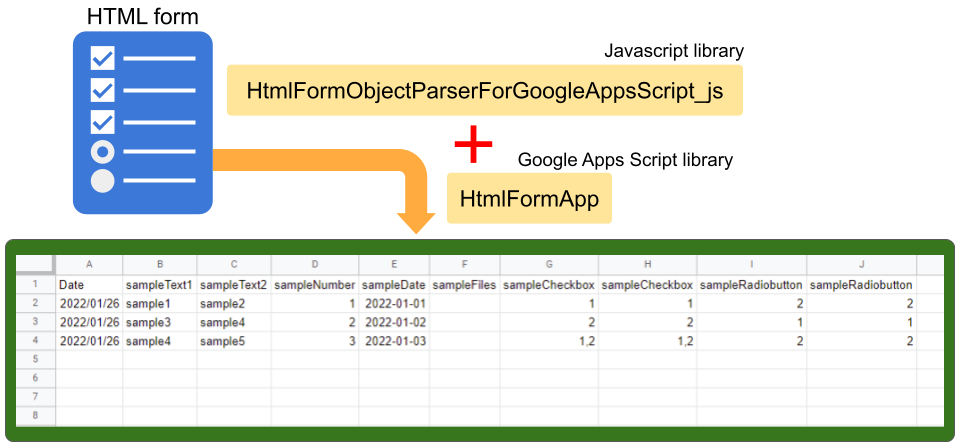 HTML form
Javascript library
HtmlFormObjectParserForGoogleAppsScript_js
Google Apps Script library
HtmlFormApp
A B C D E F G H I J
1 Date sampleText1 sampleText2 sampleNumber sampleDate sampleFiles sampleCheckbox sampleCheckbox sampleRadiobutton sampleRadiobutton
2 2022/01/26 sample1 sample2 1 2022-01-01 1 1 2 2
3 2022/01/26 sample3 sample4 2 2022-01-02 2 2 1 1
4 2022/01/26 sample4 sample5 3 2022-01-03 1,2 1,2 2 2
5
6
7
8